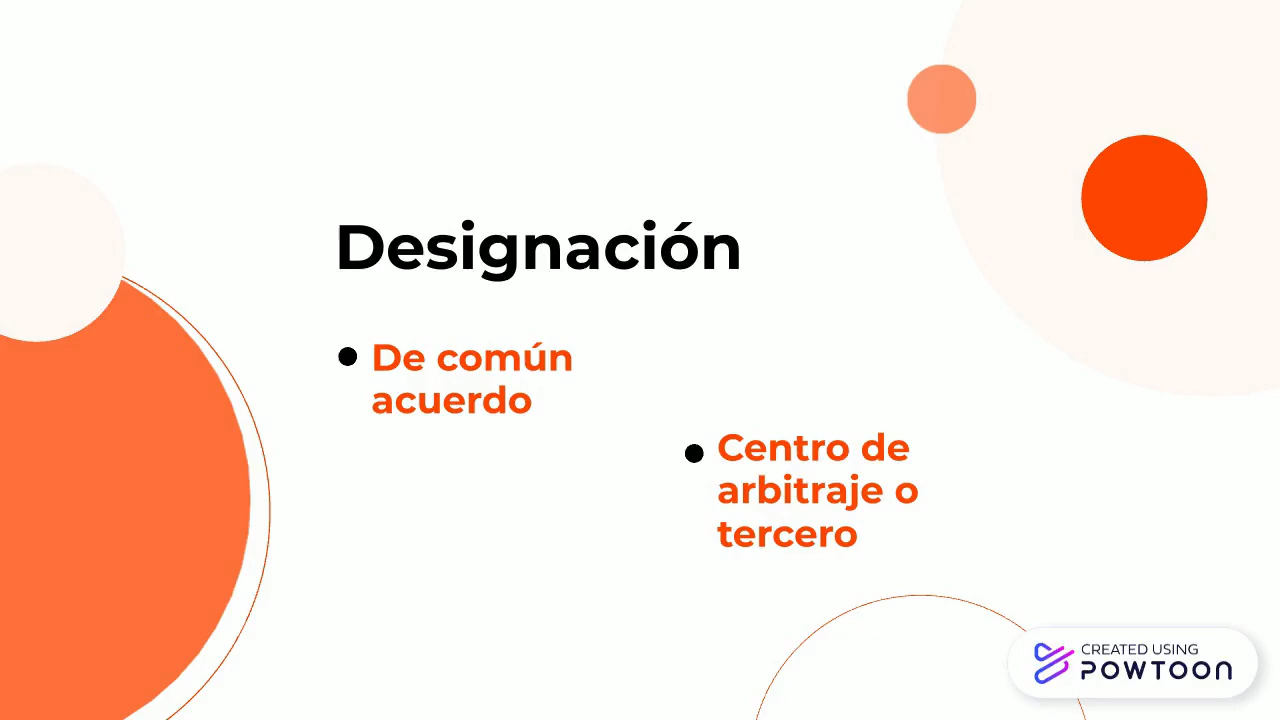 Designación
De común
acuerdo
Centro de
arbitraje o
tercero
CREATED USING
POWTOON